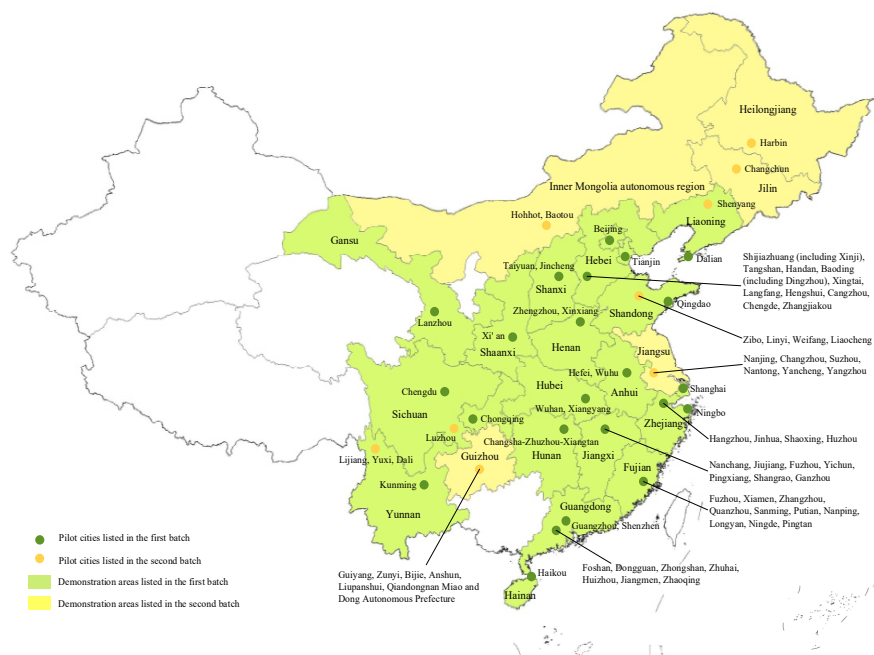 Heilongjiang
Harbin
Changchun
Jilin
Inner Mongolia autonomous region
Shenyang
Hohhot, Baotou
Liaoning
Beijing
Gansu
Dalian
Hebei
Tianjin
Taiyuan, Jincheng
Shanxi
Shijiazhuang (including Xinji),
Tangshan, Handan, Baoding
(including Dingzhou), Xingtai,
Langfang, Hengshui, Cangzhou,
Chengde, Zhangjiakou
Qingdao
Zhengzhou, Xinxiang
Shandong
Lanzhou
Xi' an
Zibo, Linyi, Weifang, Liaocheng
Shaanxi
Henan
Jiangsu
Nanjing, Changzhou, Suzhou,
Nantong, Yancheng, Yangzhou
Hefei, Wuhu
Hubei
Anhui
Shanghai
Chengdu
Wuhan, Xiangyang
Ningbo
Sichuan
Chongqing
Zhejiang
Luzhou
Changsha-Zhuzhou-Xiangtan
Hangzhou, Jinhua, Shaoxing, Huzhou
Lijiang, Yuxi, Dali
Guizhou
Hunan
Jiangxi
Fujian
Nanchang, Jiujiang, Fuzhou, Yichun,
Pingxiang, Shangrao, Ganzhou
Kunming
Yunnan
Guangdong
Guangzhou, Shenzhen
Fuzhou, Xiamen, Zhangzhou,
Quanzhou, Sanming, Putian, Nanping,
Longyan, Ningde, Pingtan
Haikou
Hainan
Guiyang, Zunyi, Bijie, Anshun,
Liupanshui, Qiandongnan Miao and
Dong Autonomous Prefecture
Foshan, Dongguan, Zhongshan, Zhuhai,
Huizhou, Jiangmen, Zhaoqing
Pilot cities listed in the first batch
Pilot cities listed in the second batch
Demonstration areas listed in the first batch
Demonstration areas listed in the second batch